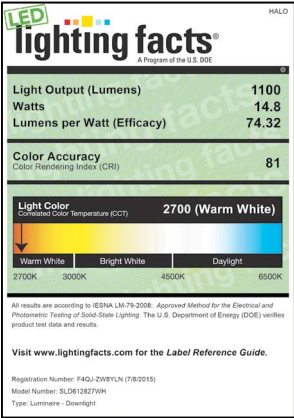 HALO
LED
lighting facts®
A Program of the U.S. DOE
Light Output (Lumens) 1100
Watts 14.8
Lumens per Watt (Efficacy) 74.32
Color Accuracy
Color Rendering Index (CRI) 81
Light Color
Correlated Color Temperature (CCT) 2700 (Warm White)
Warm White Bright White Daylight
2700K 3000K 4500K 6500K
All results are according to IESNA LM-79-2008: Approved Method for the Electrical and
Photometric Testing of Solid-State Lighting. The U.S. Department of Energy (DOE) verifies
product test data and results.
Visit www.lightingfacts.com for the Label Reference Guide.
Registration Number: F4QJ-ZW8YLN (7/8/2015)
Model Number: SLD612827WH
Type: Luminaire - Downlight